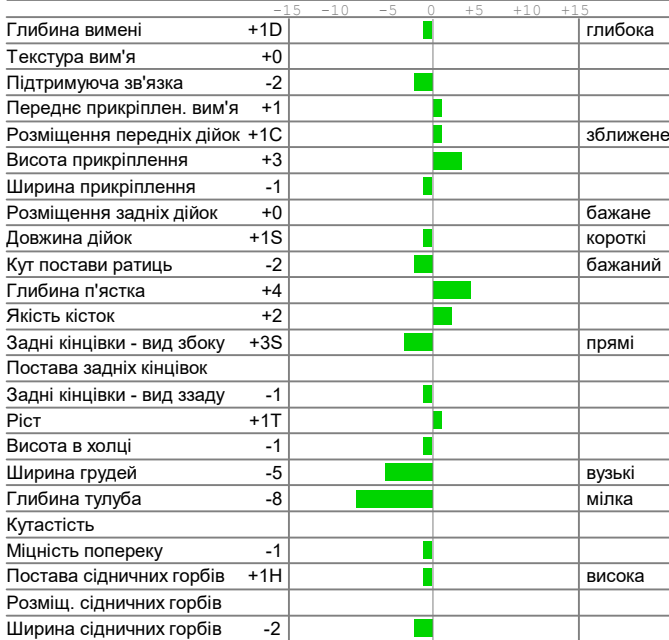 -15 -10 -5 0 +5 +10 +15
Глибина вимені +1D глибока
Текстура вим'я +0
Підтримуюча зв'язка -2
Переднє прикріплен. вим'я +1
Розміщення передніх дійок +1C зближене
Висота прикріплення +3
Ширина прикріплення -1
Розміщення задніх дійок +0 бажане
Довжина дійок +1S короткі
Кут постави ратиць -2 бажаний
Глибина п'ястка +4
Якість кісток +2
Задні кінцівки - вид збоку +3S прямі
Постава задніх кінцівок
Задні кінцівки - вид ззаду -1
Ріст +1T
Висота в холці -1
Ширина грудей -5 вузькі
Глибина тулуба -8 мілка
Кутастість
Міцність попереку -1
Постава сідничних горбів +1H висока
Розміщ. сідничних горбів
Ширина сідничних горбів -2